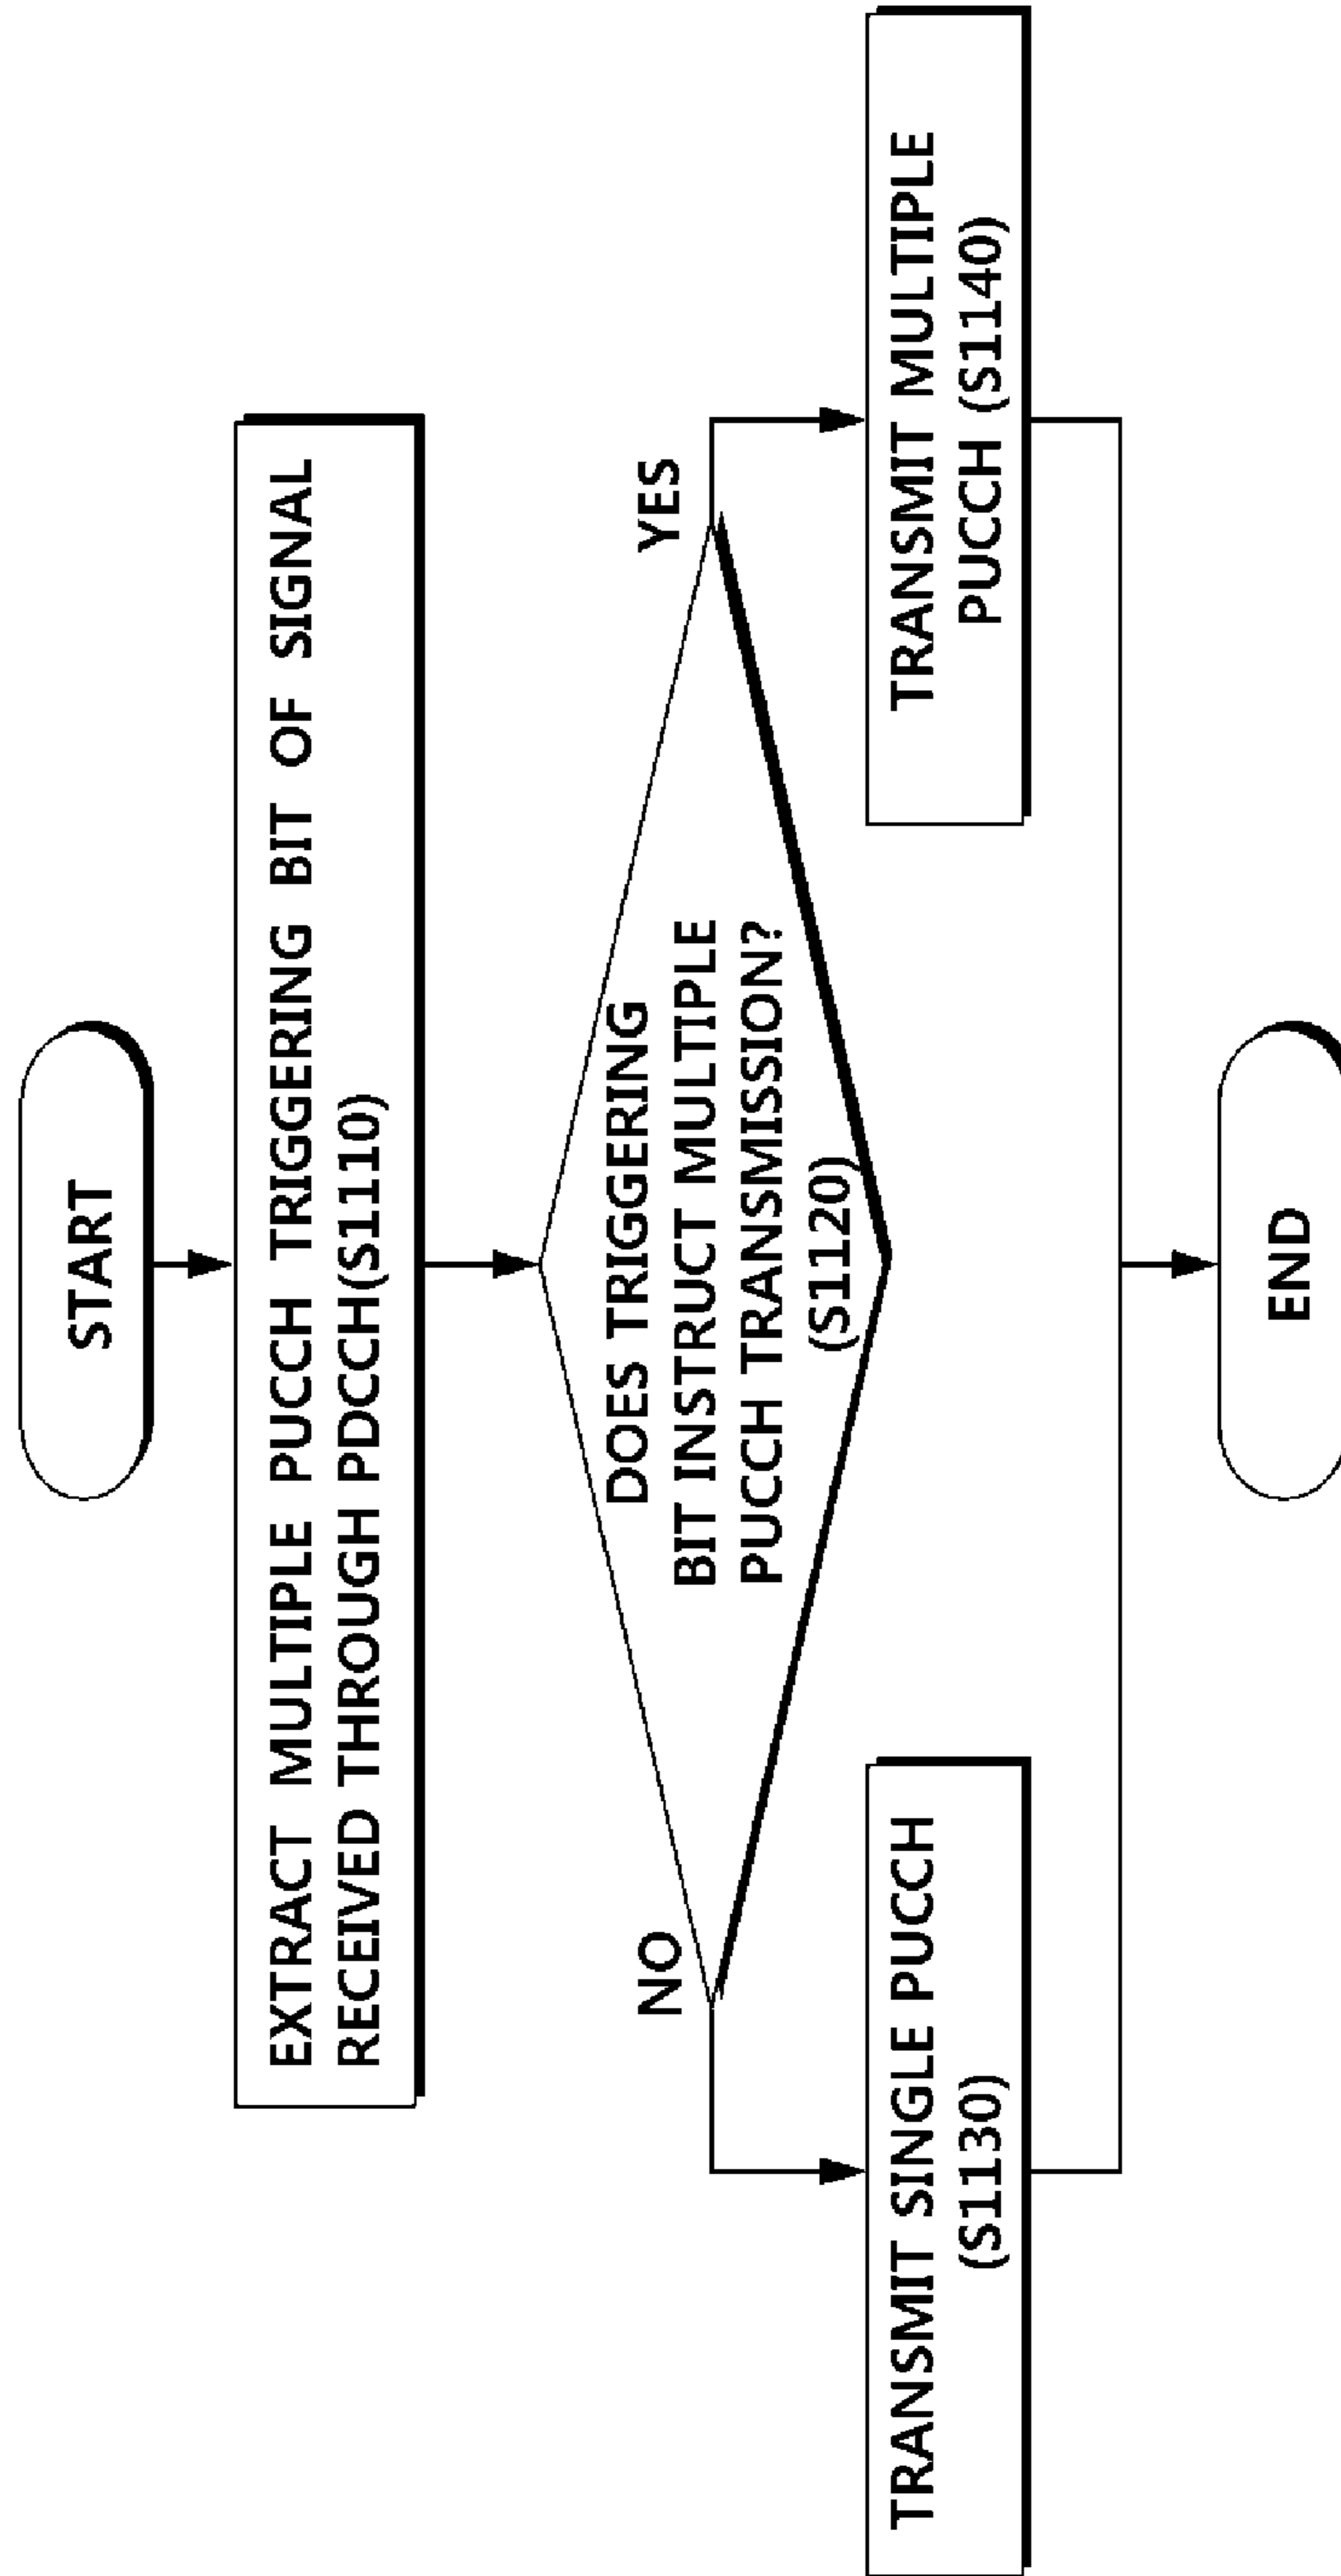 START
EXTRACT MULTIPLE PUCCH TRIGGERING BIT OF SIGNAL
RECEIVED THROUGH PDCCH(S1110)
DOES TRIGGERING
BIT INSTRUCT MULTIPLE
PUCCH TRANSMISSION?
(S1120)
NO
YES
TRANSMIT SINGLE PUCCH
(S1130)
TRANSMIT MULTIPLE
PUCCH (S1140)
END